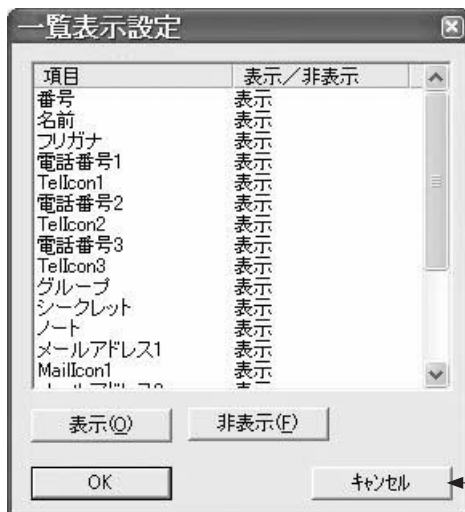 一覧表示設定
項目 表示／非表示
番号 表示
名前 表示
フリガナ 表示
電話番号1 表示
TelIcon1 表示
電話番号2 表示
TelIcon2 表示
電話番号3 表示
TelIcon3 表示
グループ 表示
シークレット 表示
ノート 表示
メールアドレス1 表示
MailIcon1 表示
表示(O) 非表示(F)
OK キャンセル